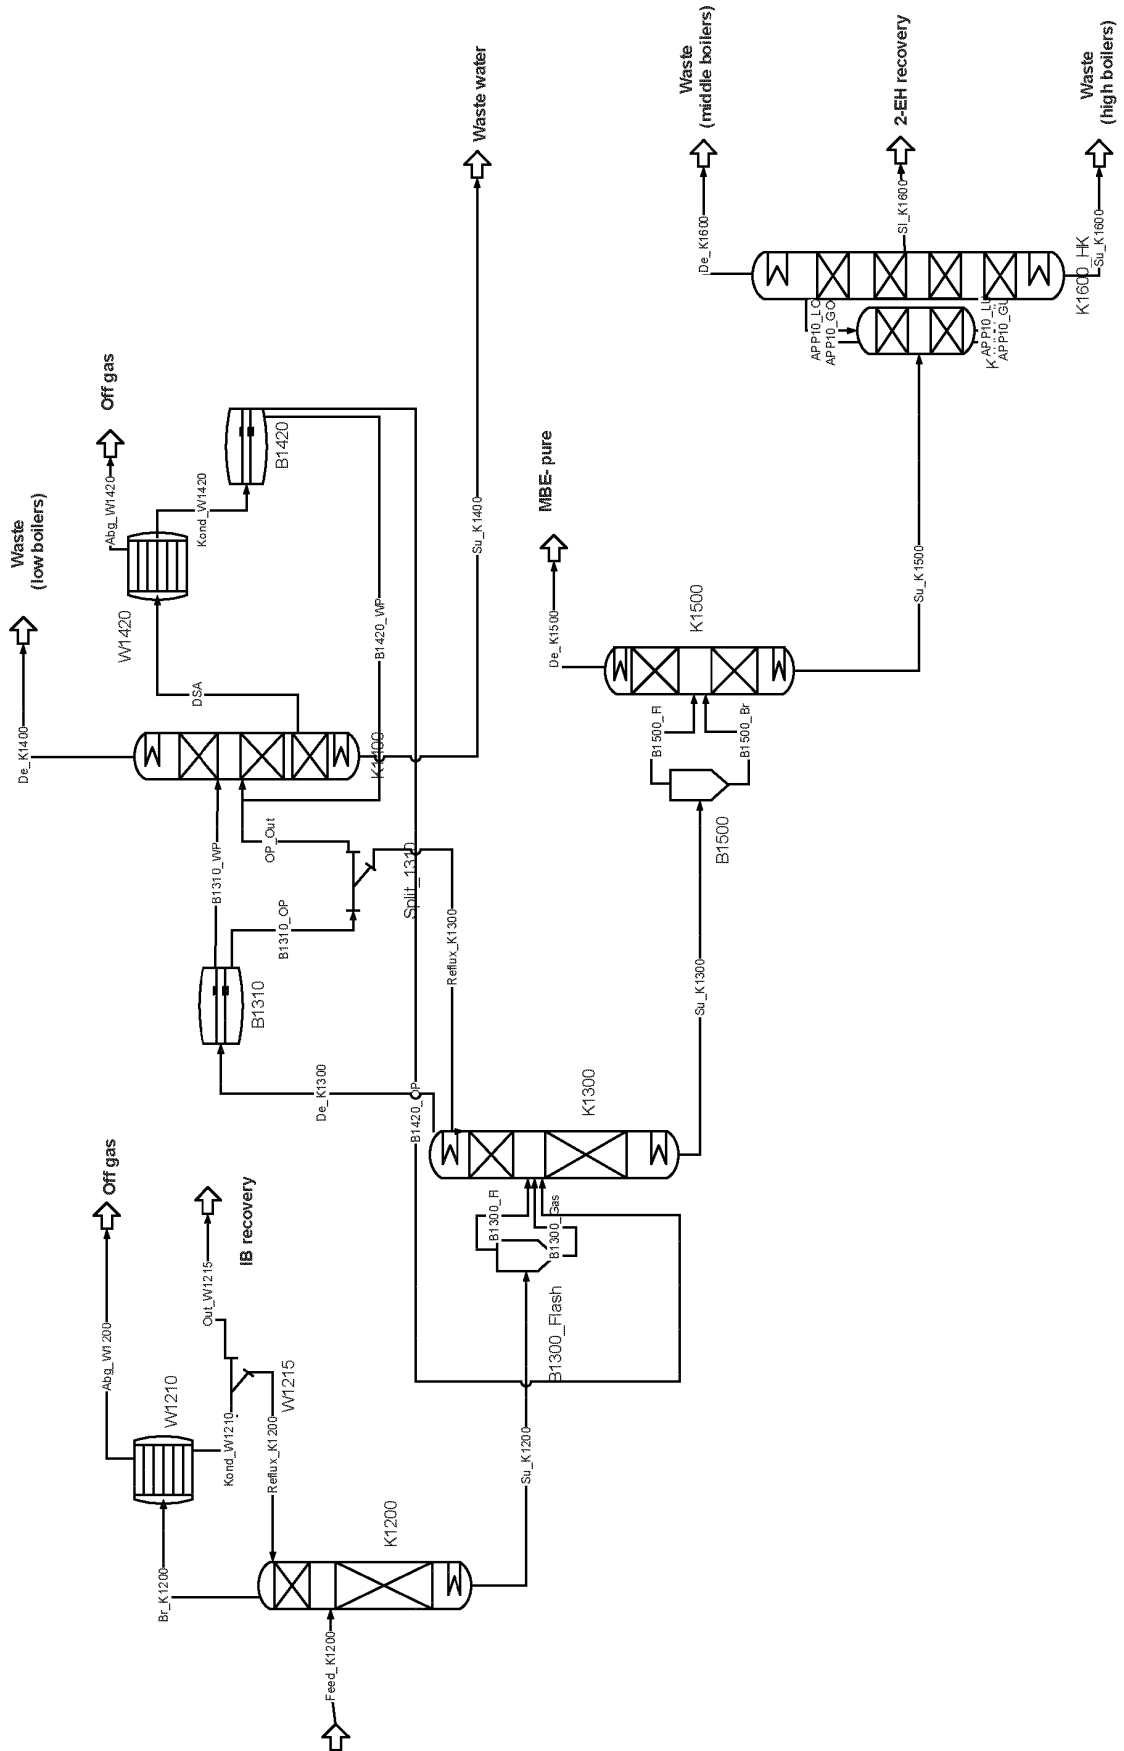 Waste
(low boilers)
De_K1400
Off gas
Abg_W1420
W1420
Kond_W1420
B1420
DSA
B1420_WP
K1400
Waste water
Su_K1400
B1310_WP
B1310_OP
B1310
OP_Out
Split_1310
Reflux_K1300
De_K1300
B1420_OP
K1300
B1300_Fl
B1300_Gas
B1300_Flash
Su_K1300
Off gas
Abg_W1200
IB recovery
Out_W1215
W1210
Kond_W1210
W1215
Reflux_K1200
Br_K1200
K1200
Su_K1200
Feed_K1200
MBE- pure
De_K1500
K1500
B1500_Fl
B1500_Br
B1500
Su_K1500
Waste
(middle boilers)
De_K1600
2-EH recovery
SI_K1600
Waste
(high boilers)
Su_K1600
K1600_HK
APP10_LO
APP10_GO
APP10_LU
APP10_GU